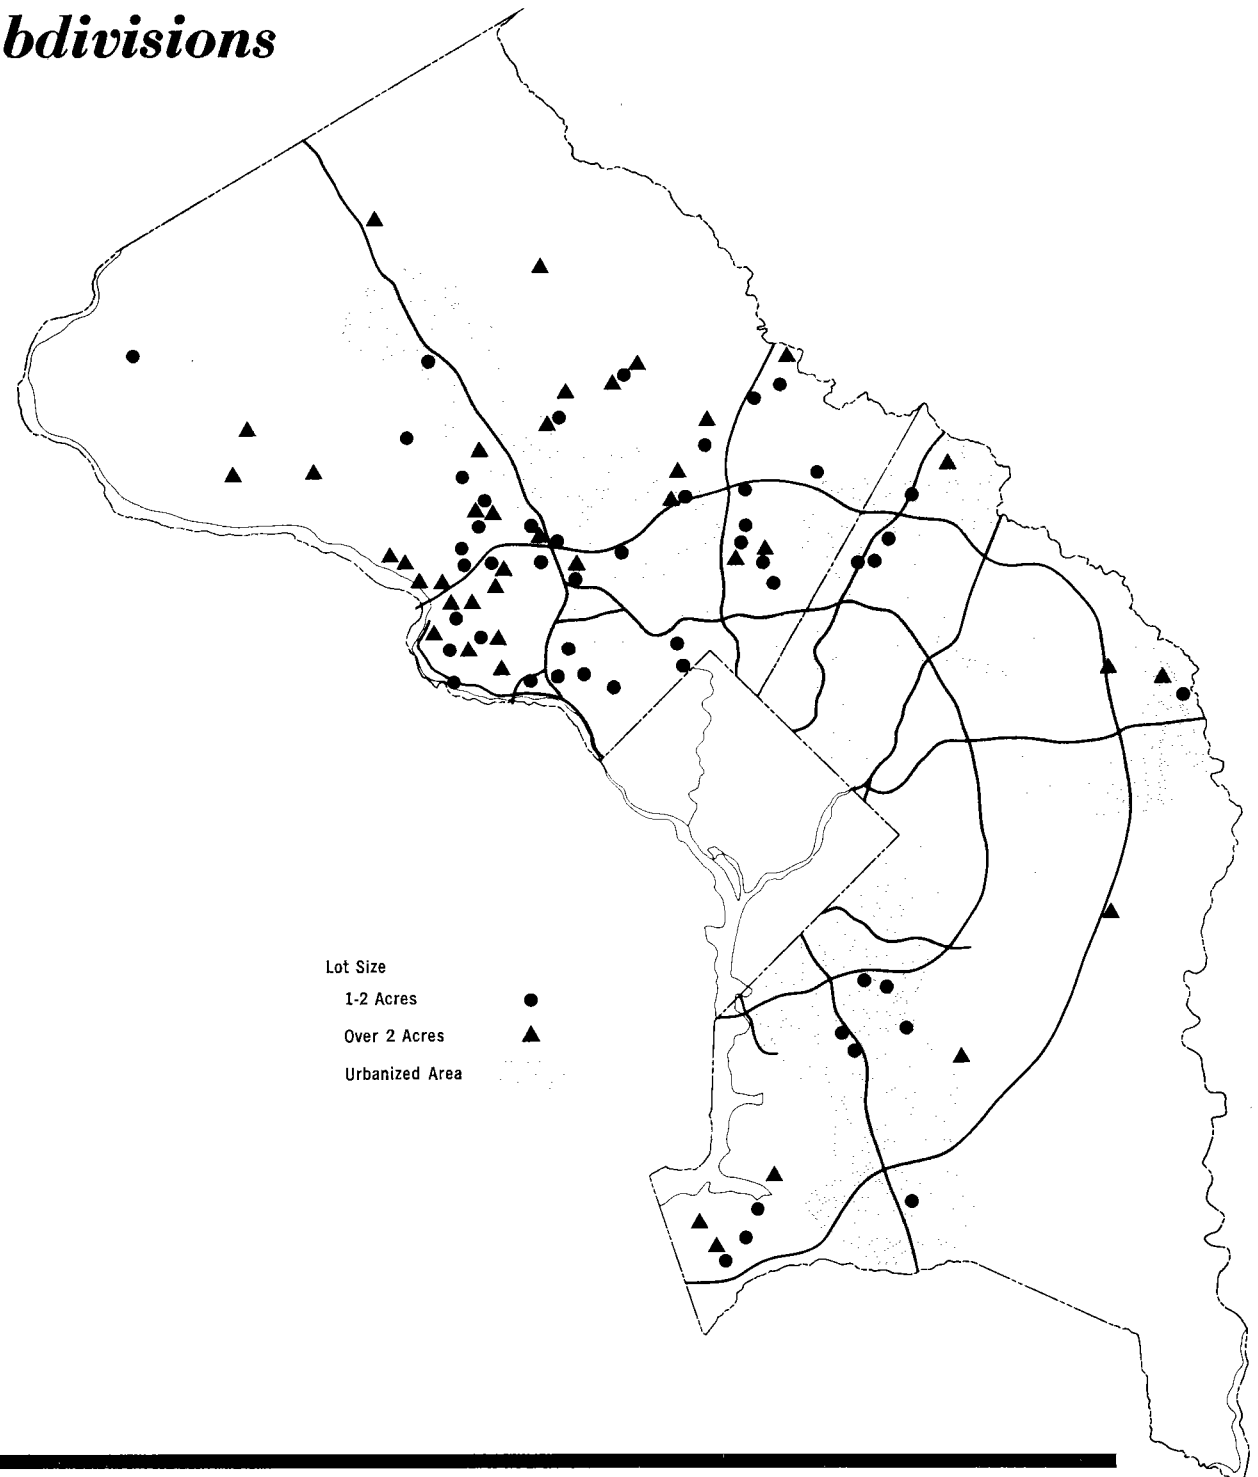 bdivisions
Lot Size
1-2 Acres
Over 2 Acres
Urbanized Area